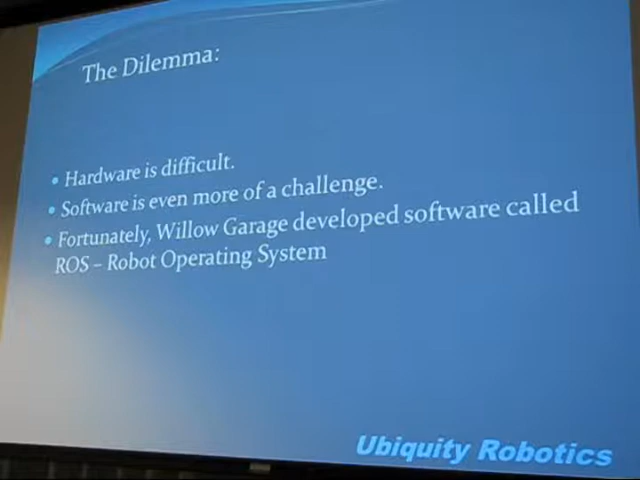 The Dilemma:
• Hardware is difficult.
• Software is even more of a challenge.
• Fortunately, Willow Garage developed software called
ROS – Robot Operating System
Ubiquity Robotics